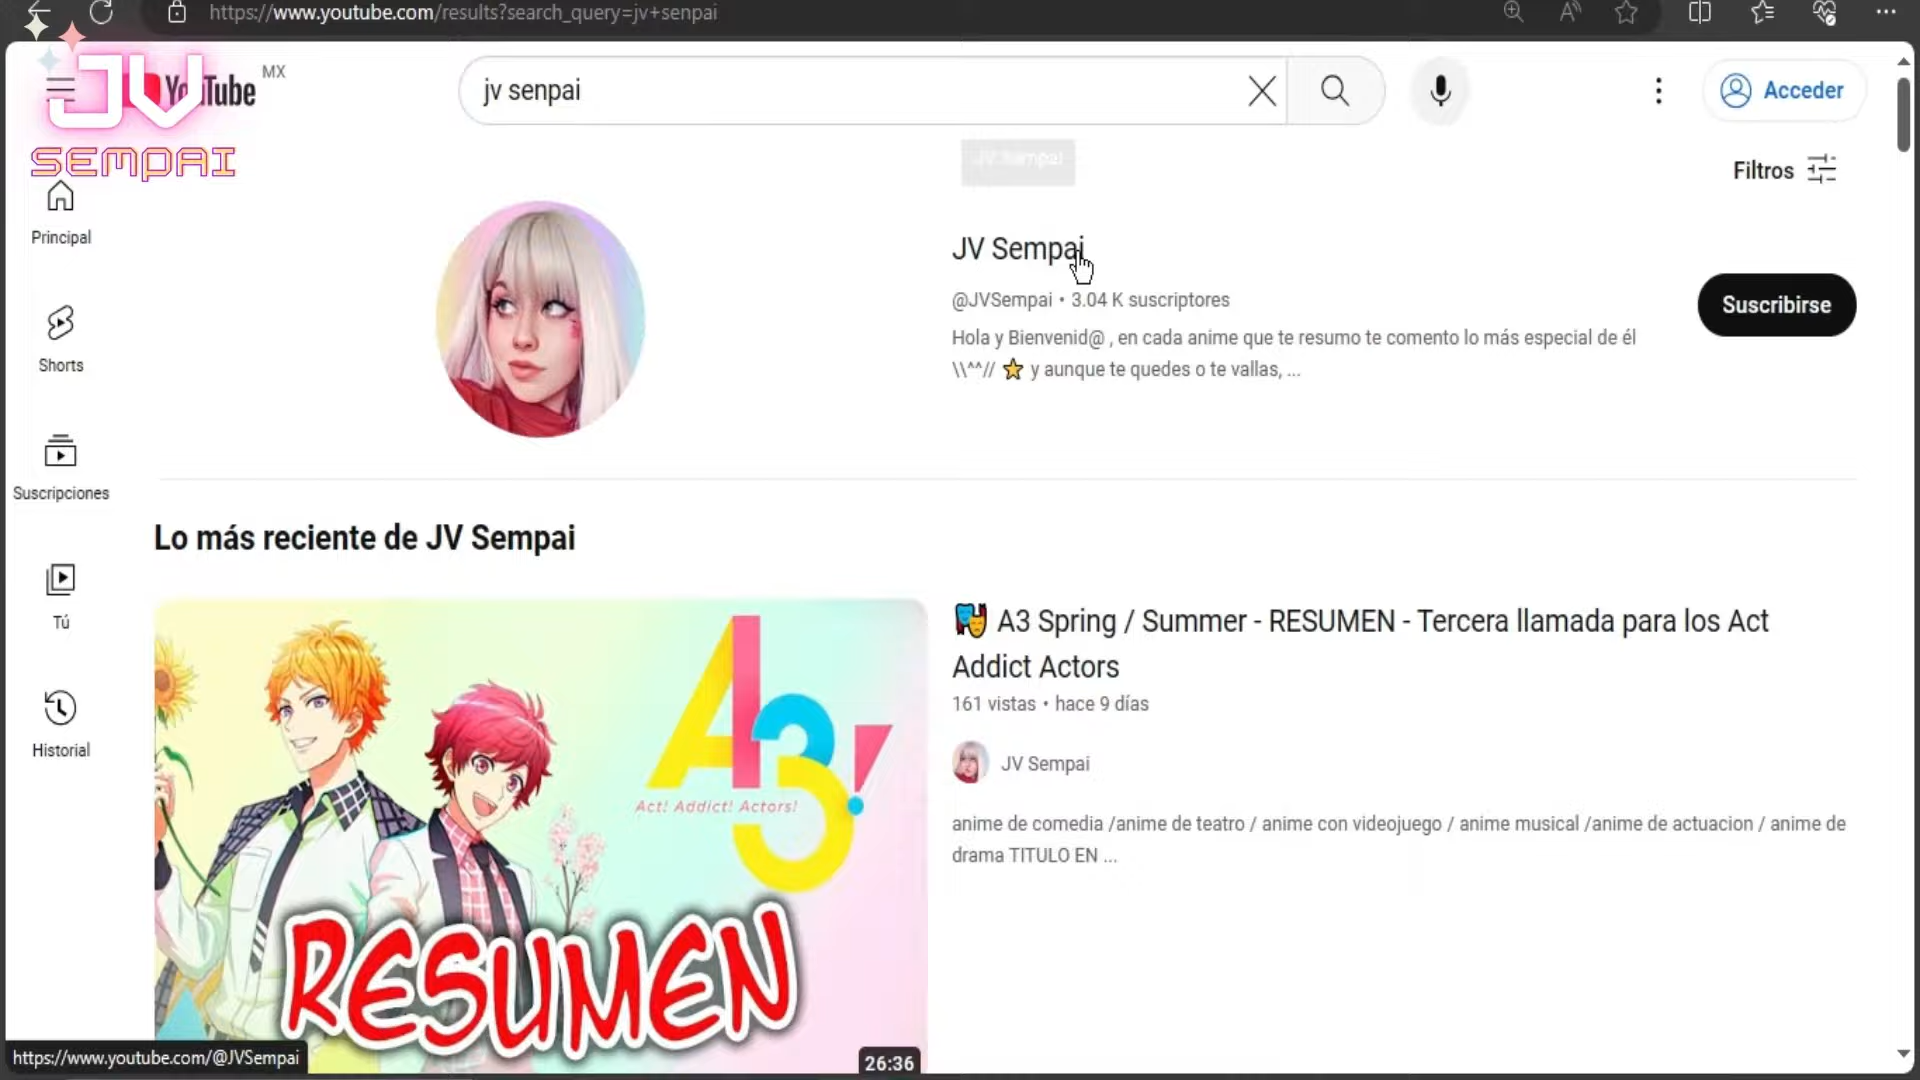 https://www.youtube.com/results?search_query=jv+senpai
JV
SEMPAI
YouTube MX
jv senpai
Acceder
JV Sempai
Filtros
Principal
Shorts
Suscripciones
Tú
Historial
JV Sempai
@JVSempai • 3.04 K suscriptores
Hola y Bienvenid@ , en cada anime que te resumo te comento lo más especial de él
\\^^// ⭐ y aunque te quedes o te vallas, ...
Suscribirse
Lo más reciente de JV Sempai
A3!
Act! Addict! Actors!
RESUMEN
26:36
🎭 A3 Spring / Summer - RESUMEN - Tercera llamada para los Act
Addict Actors
161 vistas • hace 9 días
JV Sempai
anime de comedia /anime de teatro / anime con videojuego / anime musical /anime de actuacion / anime de
drama TITULO EN ...
https://www.youtube.com/@JVSempai